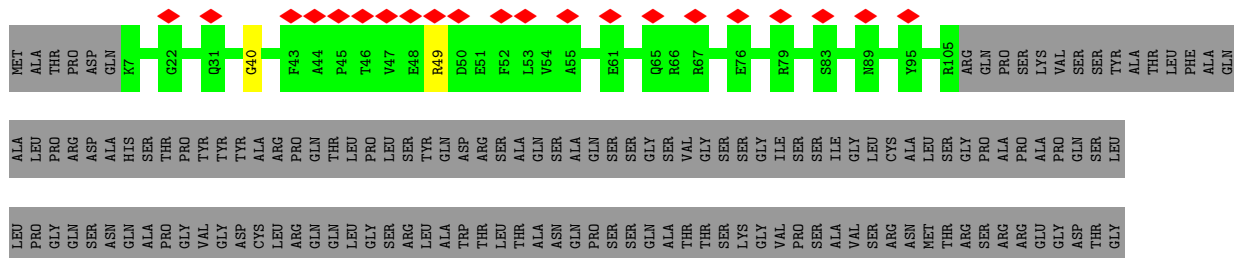 MET ALA THR PRO ASP GLN K7 G22 Q31 G40 F43 A44 P45 T46 V47 E48 R49 D50 E51 F52 L53 V54 A55 E61 Q65 R66 R67 E76 R79 S83 N89 Y95 R105 ARG GLN PRO SER LYS VAL SER SER TYR ALA THR LEU PHE ALA GLN
ALA LEU PRO ARG ASP ALA HIS SER THR PRO TYR TYR TYR ALA ARG PRO GLN THR LEU PRO LEU SER TYR GLN ASP ARG SER ALA GLN SER ALA GLN SER SER GLY SER VAL GLY SER SER GLY ILE SER SER ILE GLY LEU CYS ALA LEU SER GLY PRO ALA PRO ALA PRO GLN SER LEU
LEU PRO GLY GLN SER ASN GLN ALA PRO GLY VAL GLY ASP CYS LEU ARG GLN GLN LEU GLY SER ARG LEU ALA TRP THR LEU THR ALA ASN GLN PRO SER SER GLN ALA THR THR SER LYS GLY VAL PRO SER ALA VAL SER ARG ASN MET THR ARG SER ARG ARG GLU GLY ASP THR GLY